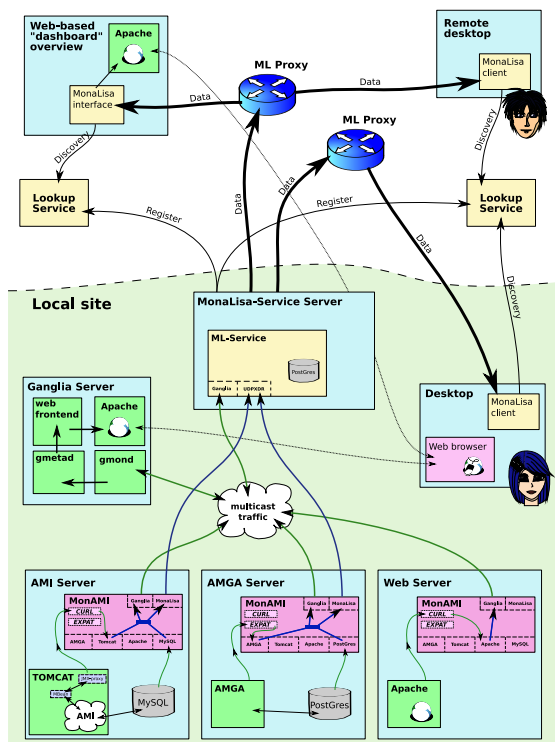 Web-based
"dashboard"
overview
Apache
MonaLisa
interface
ML Proxy
Data
Data
Remote
desktop
MonaLisa
client
ML Proxy
Discovery
Discovery
Lookup
Service
Register
Data
Data
Register
Lookup
Service
Data
Discovery
Local site
MonaLisa-Service Server
ML-Service
PostGres
Ganglia
UDPXDR
Ganglia Server
web
frontend
Apache
gmetad
gmond
Desktop
MonaLisa
client
Web browser
multicast
traffic
AMI Server
MonAMI
Ganglia
MonaLisa
CURL
EXPAT
AMGA
Tomcat
Apache
MySQL
TOMCAT
JMX-proxy
MBean
AMI
MySQL
AMGA Server
MonAMI
Ganglia
MonaLisa
CURL
EXPAT
AMGA
Tomcat
Apache
PostGres
AMGA
PostGres
Web Server
MonAMI
Ganglia
MonaLisa
CURL
EXPAT
AMGA
Tomcat
Apache
MySQL
Apache